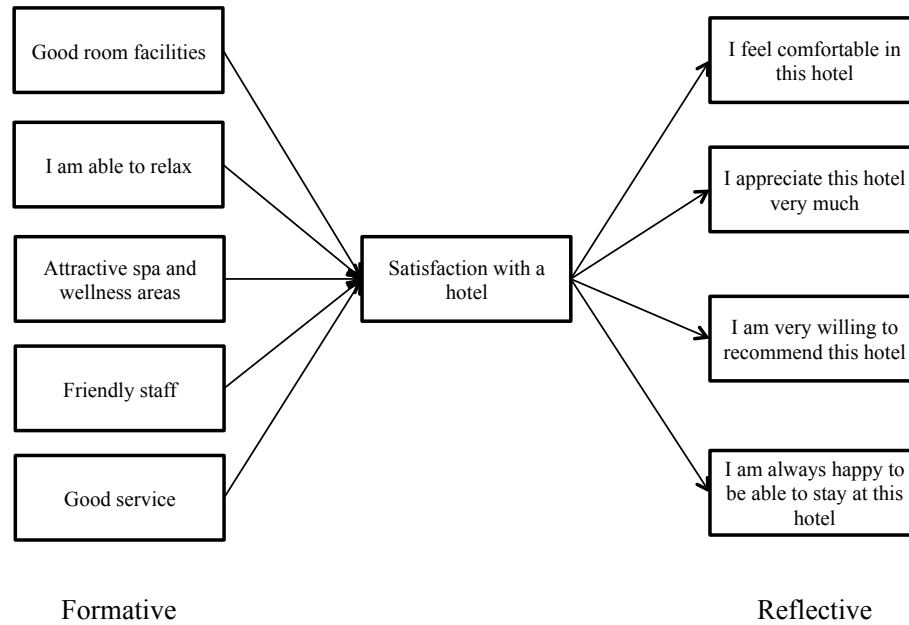 Good room facilities
I am able to relax
Attractive spa and
wellness areas
Friendly staff
Good service
Satisfaction with a
hotel
I feel comfortable in
this hotel
I appreciate this hotel
very much
I am very willing to
recommend this hotel
I am always happy to
be able to stay at this
hotel
Formative
Reflective